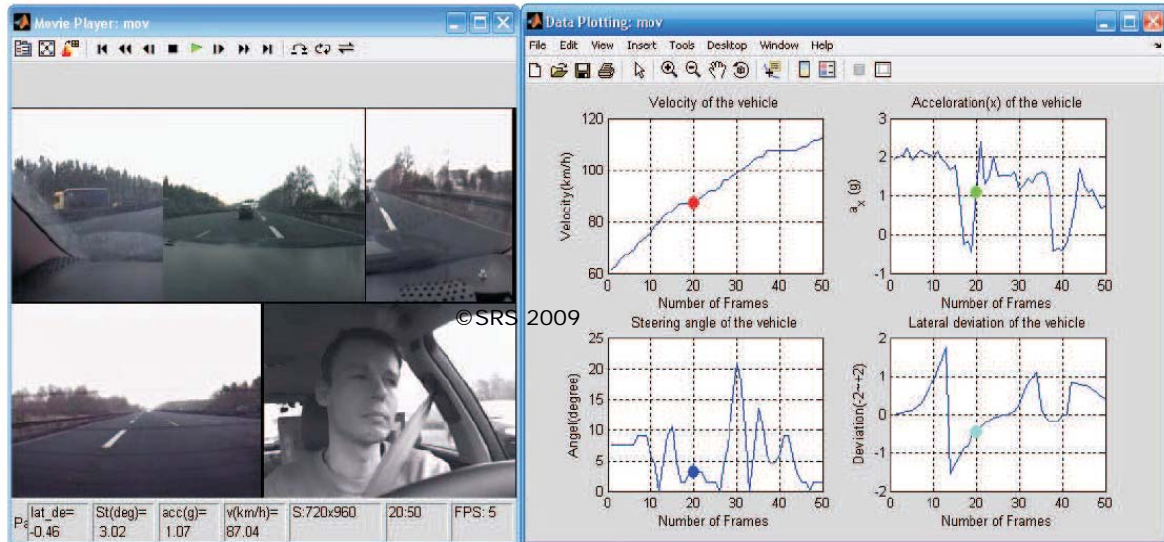 Movie Player: mov
lat_de=
-0.46
St(deg)=
3.02
acc(g)=
1.07
v(km/h)=
87.04
S:720x960
20:50
FPS: 5
©SRS 2009
Data Plotting: mov
File Edit View Insert Tools Desktop Window Help
Velocity of the vehicle
120
100
80
60
Velocity(km/h)
0 10 20 30 40 50
Number of Frames
Acceloration(x) of the vehicle
3
2
1
0
-1
a_x (g)
0 10 20 30 40 50
Number of Frames
Steering angle of the vehicle
25
20
15
10
5
0
Angel(degree)
0 10 20 30 40 50
Number of Frames
Lateral deviation of the vehicle
2
1
0
-1
-2
Deviation(-2~+2)
0 10 20 30 40 50
Number of Frames